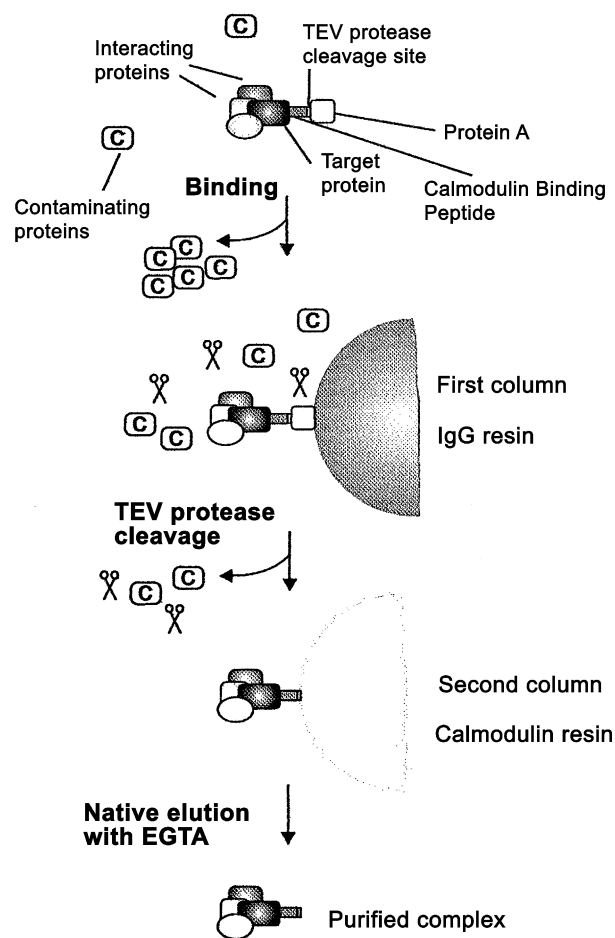 C
Interacting
proteins
TEV protease
cleavage site
C
Protein A
Target
protein
Calmodulin Binding
Peptide
Contaminating
proteins
Binding
C
C
C
C
C
C
C
C
First column
C
C
IgG resin
TEV protease
cleavage
C
C
Second column
Calmodulin resin
Native elution
with EGTA
Purified complex